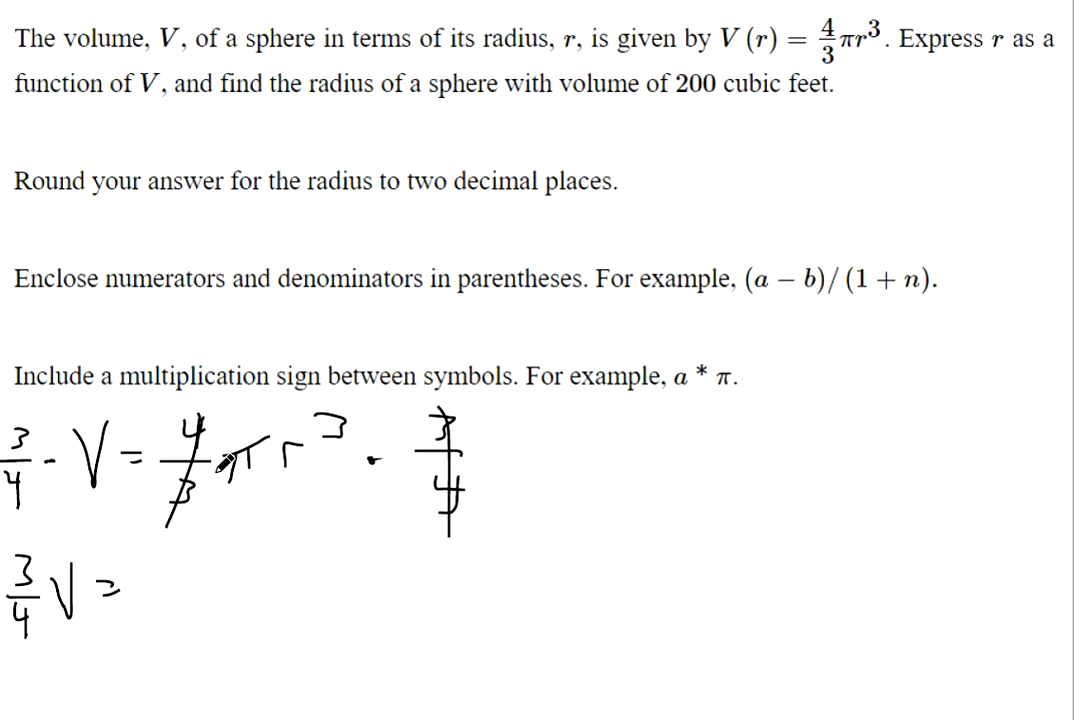 The volume, V, of a sphere in terms of its radius, r, is given by V (r) = 4/3 πr³. Express r as a
function of V, and find the radius of a sphere with volume of 200 cubic feet.
Round your answer for the radius to two decimal places.
Enclose numerators and denominators in parentheses. For example, (a − b)/ (1 + n).
Include a multiplication sign between symbols. For example, a * π.
3/4 · V = 4/3 π r³ · 3/4
3/4 V =